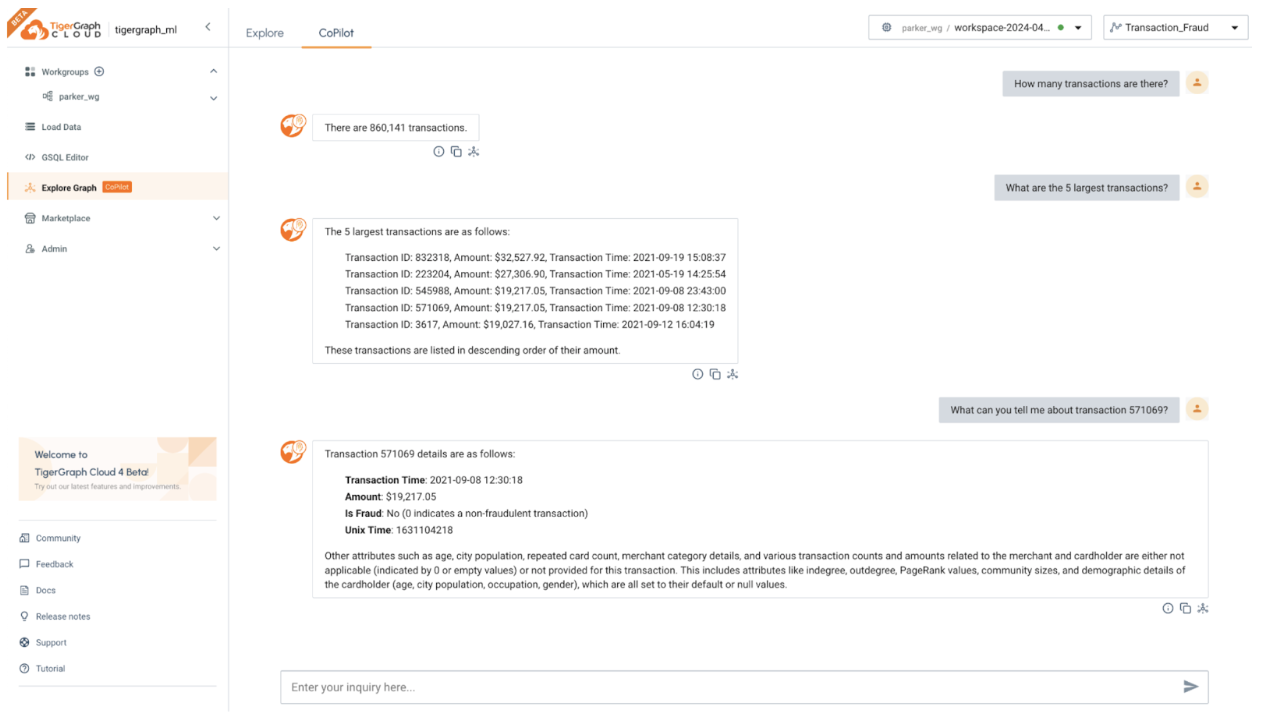 BETA
TigerGraph
CLOUD
tigergraph_ml
Explore
CoPilot
parker_wg / workspace-2024-04...
Transaction_Fraud
Workgroups
parker_wg
Load Data
GSQL Editor
Explore Graph CoPilot
Marketplace
Admin
Welcome to
TigerGraph Cloud 4 Beta!
Try out our latest features and improvements.
Community
Feedback
Docs
Release notes
Support
Tutorial
How many transactions are there?
There are 860,141 transactions.
What are the 5 largest transactions?
The 5 largest transactions are as follows:
Transaction ID: 832318, Amount: $32,527.92, Transaction Time: 2021-09-19 15:08:37
Transaction ID: 223204, Amount: $27,306.90, Transaction Time: 2021-05-19 14:25:54
Transaction ID: 545988, Amount: $19,217.05, Transaction Time: 2021-09-08 23:43:00
Transaction ID: 571069, Amount: $19,217.05, Transaction Time: 2021-09-08 12:30:18
Transaction ID: 3617, Amount: $19,027.16, Transaction Time: 2021-09-12 16:04:19
These transactions are listed in descending order of their amount.
What can you tell me about transaction 571069?
Transaction 571069 details are as follows:
Transaction Time: 2021-09-08 12:30:18
Amount: $19,217.05
Is Fraud: No (0 indicates a non-fraudulent transaction)
Unix Time: 1631104218
Other attributes such as age, city population, repeated card count, merchant category details, and various transaction counts and amounts related to the merchant and cardholder are either not
applicable (indicated by 0 or empty values) or not provided for this transaction. This includes attributes like indegree, outdegree, PageRank values, community sizes, and demographic details of
the cardholder (age, city population, occupation, gender), which are all set to their default or null values.
Enter your inquiry here...